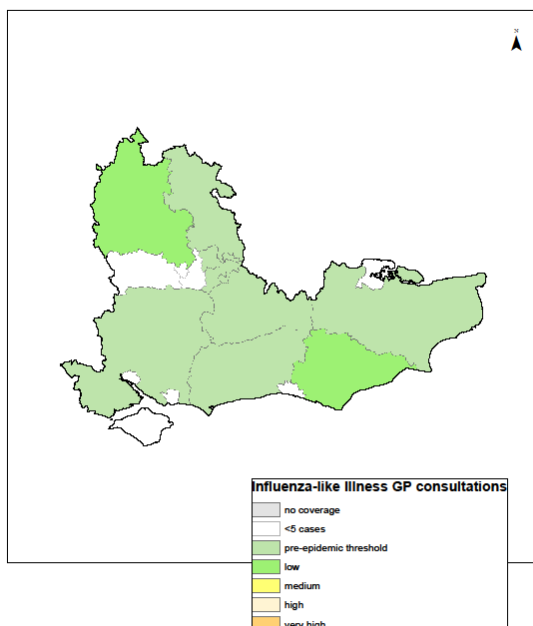 N
Influenza-like Illness GP consultations
no coverage
<5 cases
pre-epidemic threshold
low
medium
high
very high